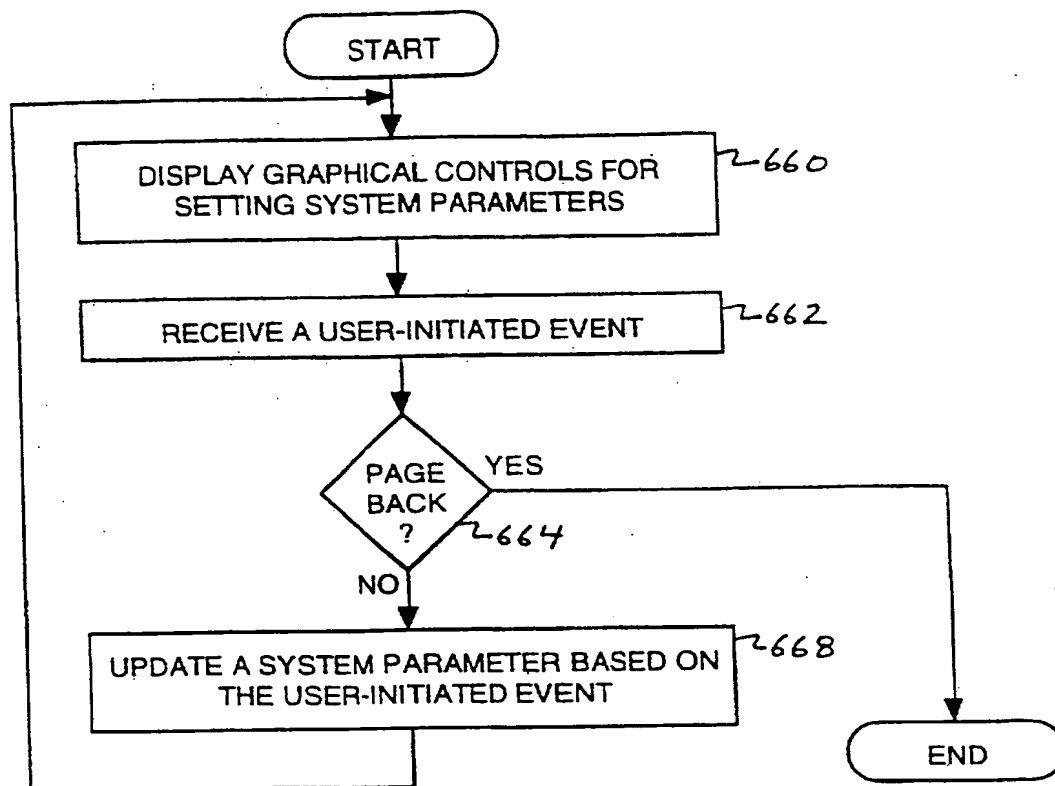 START
DISPLAY GRAPHICAL CONTROLS FOR
SETTING SYSTEM PARAMETERS
660
RECEIVE A USER-INITIATED EVENT
662
PAGE
BACK
?
YES
664
NO
UPDATE A SYSTEM PARAMETER BASED ON
THE USER-INITIATED EVENT
668
END